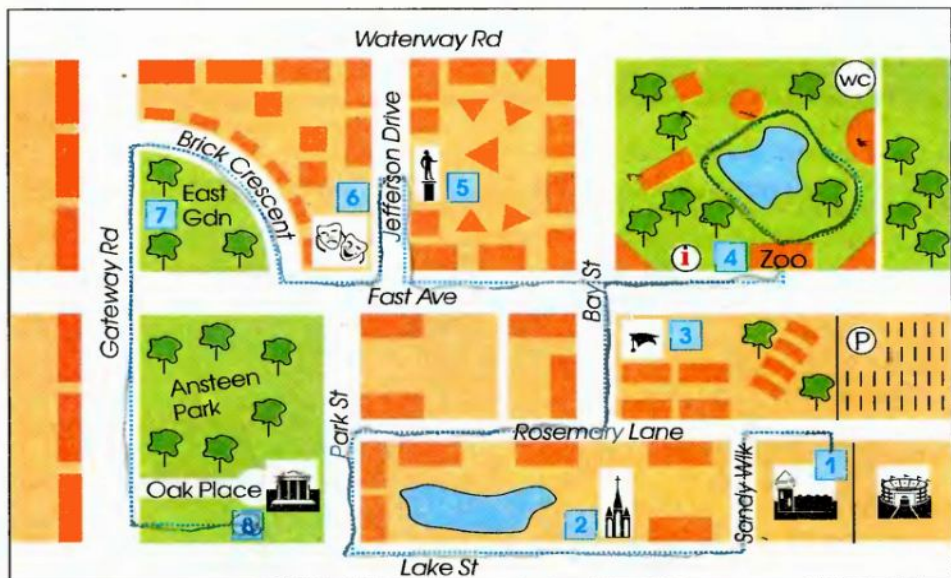 Waterway Rd
WC
Brick Crescent
Jefferson Drive
6
5
7
East
Gdn
Gateway Rd
i
4
Zoo
Fast Ave
Bay St
3
P
Ansteen
Park
Park St
Rosemary Lane
Sandy Wlk
1
Oak Place
8
2
Lake St